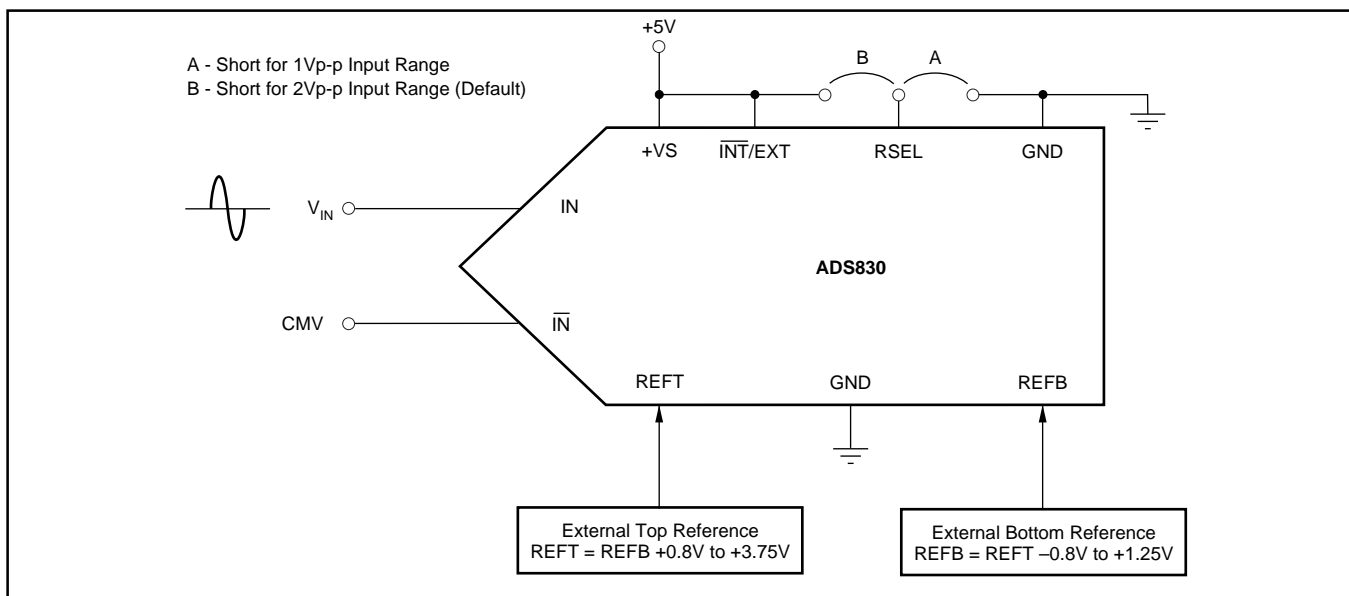 +5V
A - Short for 1Vp-p Input Range
B - Short for 2Vp-p Input Range (Default)
B
A
+VS
INT/EXT
RSEL
GND
VIN
IN
ADS830
CMV
IN
REFT
GND
REFB
External Top Reference
REFT = REFB +0.8V to +3.75V
External Bottom Reference
REFB = REFT –0.8V to +1.25V